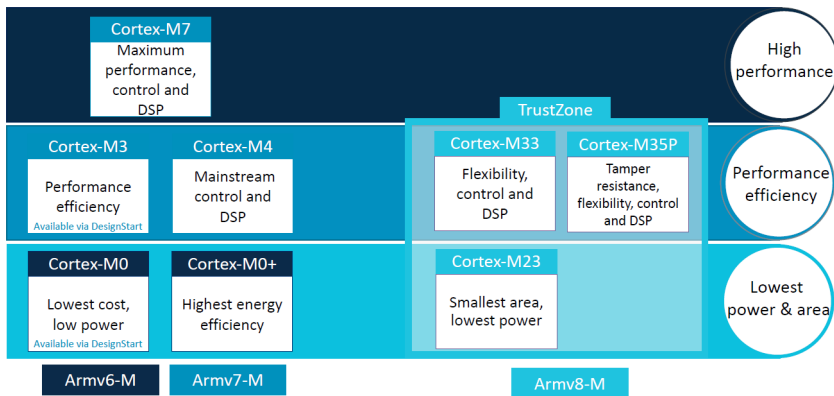 Cortex-M7
Maximum
performance,
control and
DSP
High
performance
TrustZone
Cortex-M3
Performance
efficiency
Available via DesignStart
Cortex-M4
Mainstream
control and
DSP
Cortex-M33
Flexibility,
control and
DSP
Cortex-M35P
Tamper
resistance,
flexibility, control
and DSP
Performance
efficiency
Cortex-M0
Lowest cost,
low power
Available via DesignStart
Cortex-M0+
Highest energy
efficiency
Cortex-M23
Smallest area,
lowest power
Lowest
power & area
Armv6-M
Armv7-M
Armv8-M